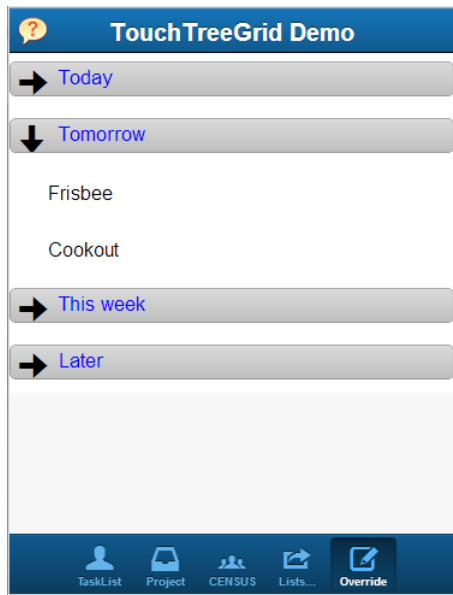 ? TouchTreeGrid Demo
Today
Tomorrow
Frisbee
Cookout
This week
Later
TaskList Project CENSUS Lists... Override